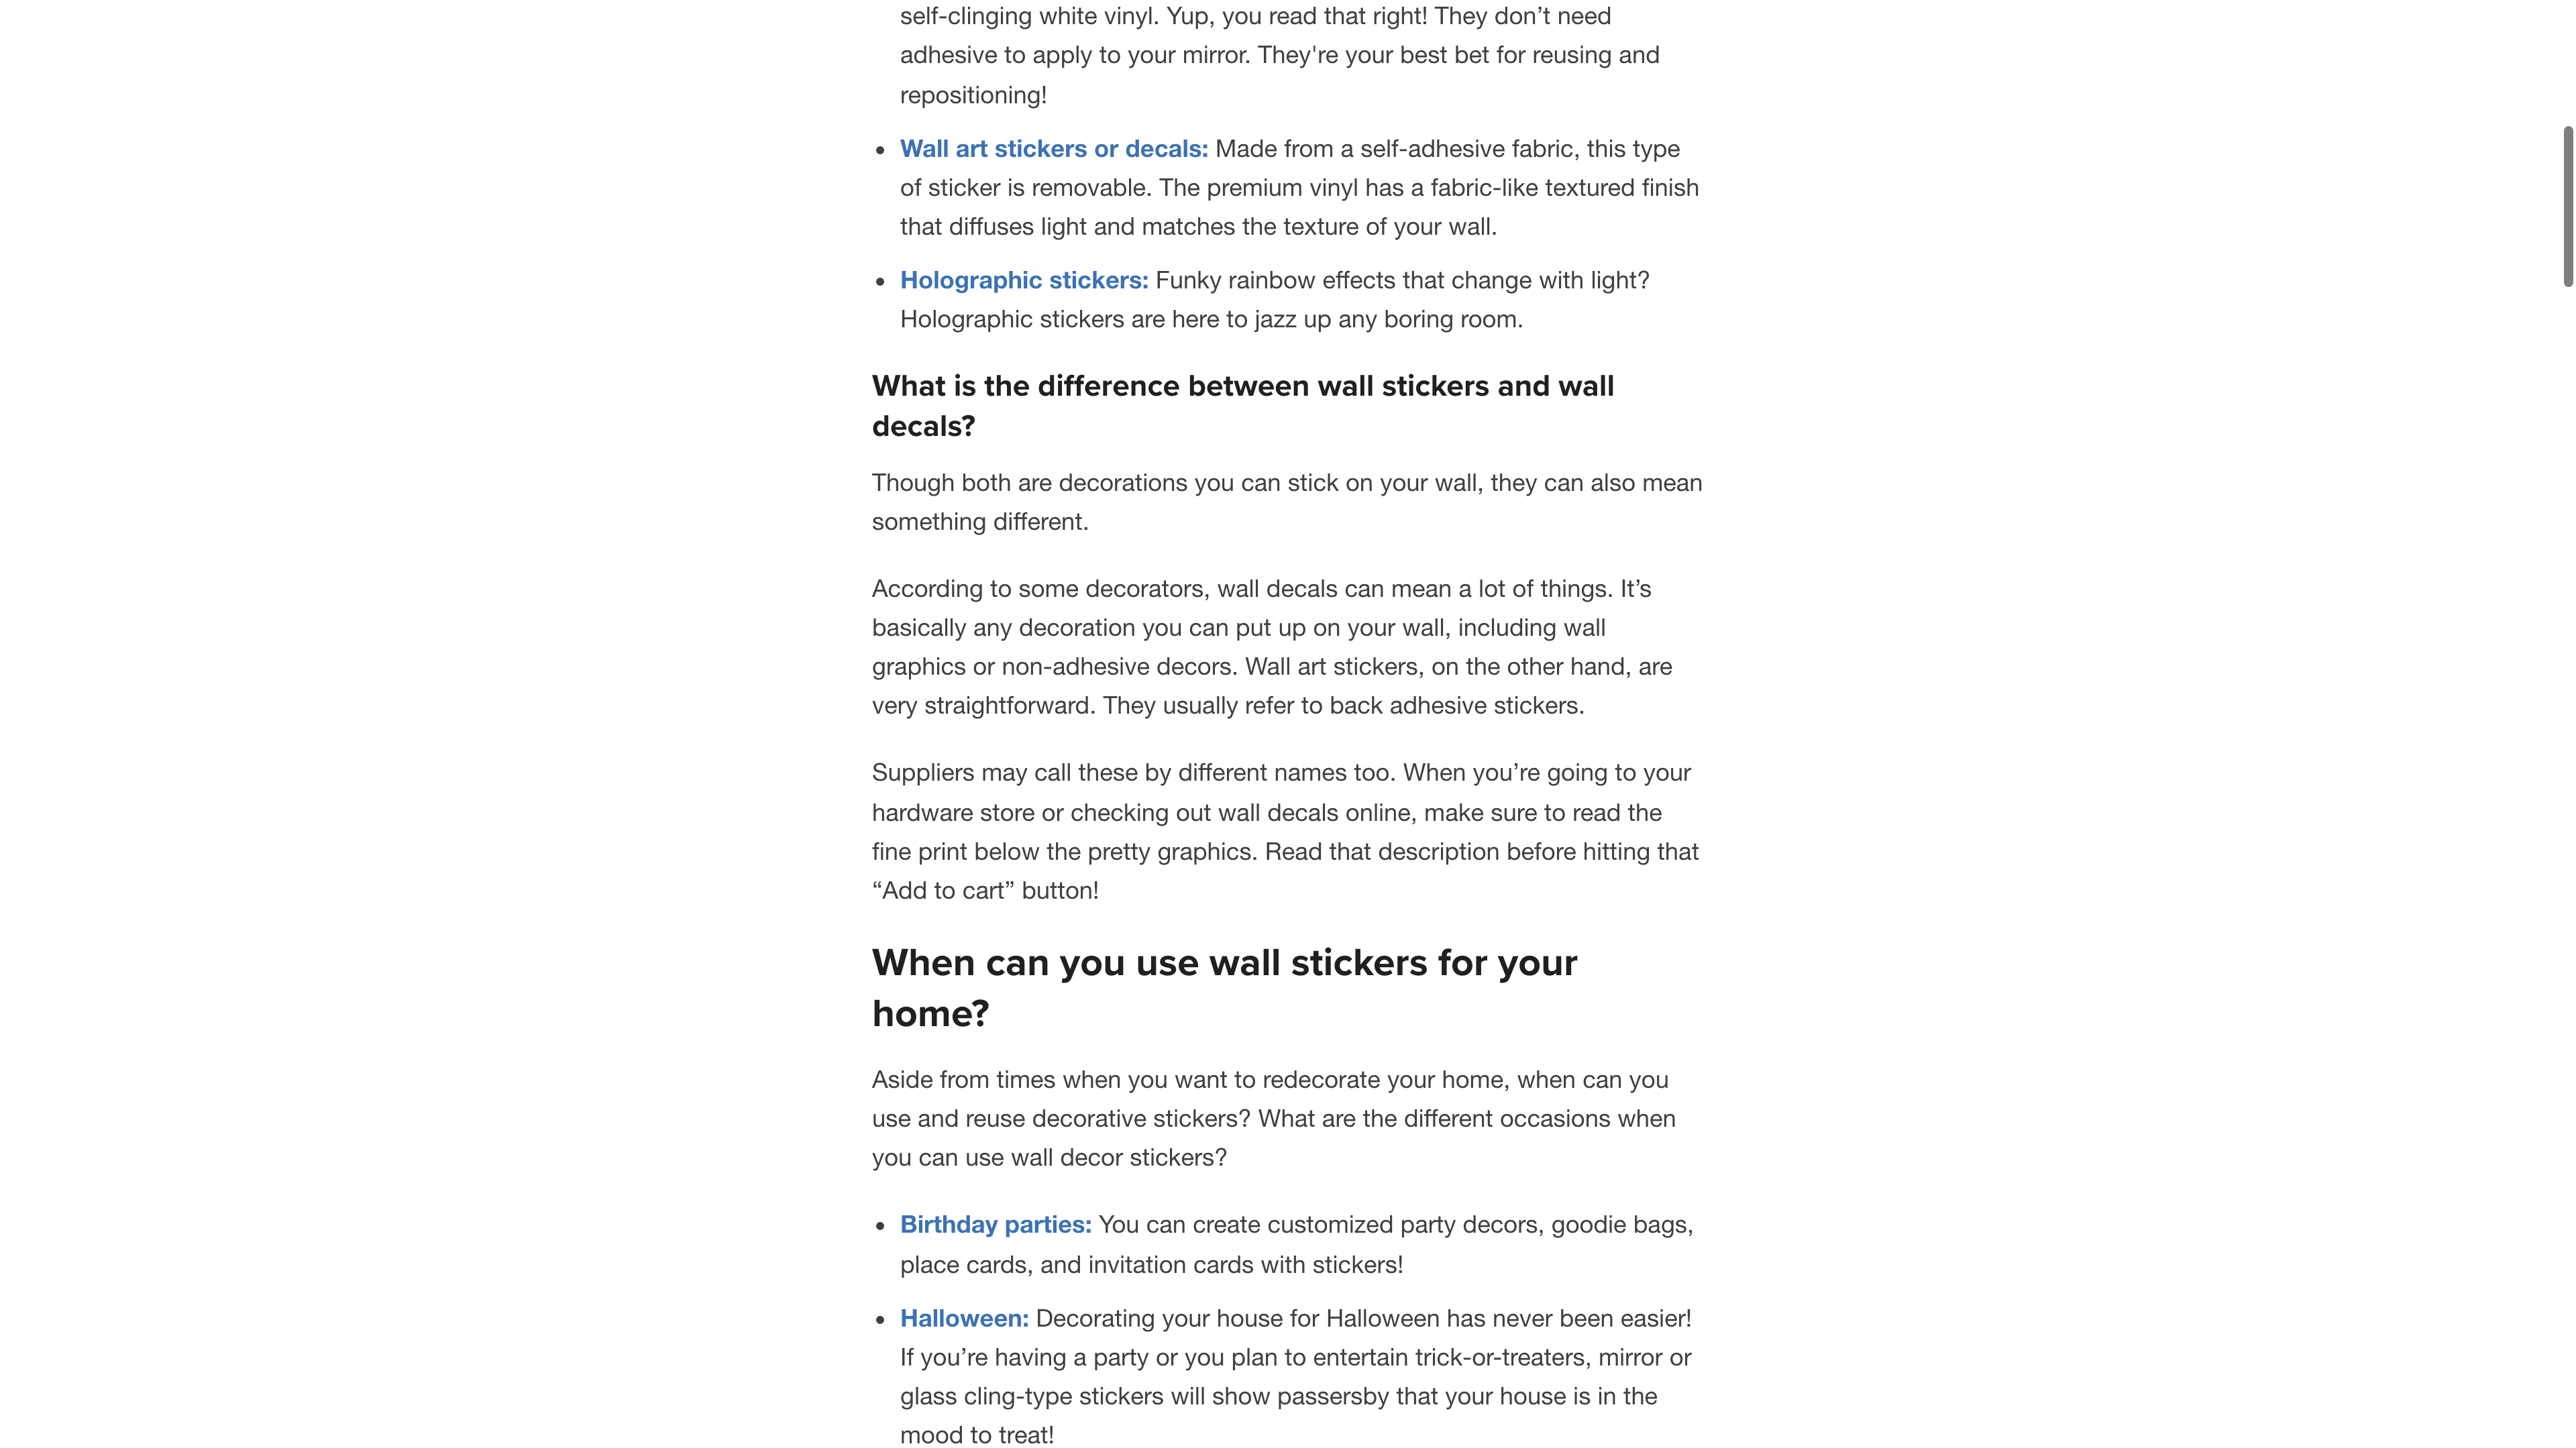 self-clinging white vinyl. Yup, you read that right! They don’t need
adhesive to apply to your mirror. They're your best bet for reusing and
repositioning!
• Wall art stickers or decals: Made from a self-adhesive fabric, this type
of sticker is removable. The premium vinyl has a fabric-like textured finish
that diffuses light and matches the texture of your wall.
• Holographic stickers: Funky rainbow effects that change with light?
Holographic stickers are here to jazz up any boring room.
What is the difference between wall stickers and wall
decals?
Though both are decorations you can stick on your wall, they can also mean
something different.
According to some decorators, wall decals can mean a lot of things. It’s
basically any decoration you can put up on your wall, including wall
graphics or non-adhesive decors. Wall art stickers, on the other hand, are
very straightforward. They usually refer to back adhesive stickers.
Suppliers may call these by different names too. When you’re going to your
hardware store or checking out wall decals online, make sure to read the
fine print below the pretty graphics. Read that description before hitting that
“Add to cart” button!
When can you use wall stickers for your
home?
Aside from times when you want to redecorate your home, when can you
use and reuse decorative stickers? What are the different occasions when
you can use wall decor stickers?
• Birthday parties: You can create customized party decors, goodie bags,
place cards, and invitation cards with stickers!
• Halloween: Decorating your house for Halloween has never been easier!
If you’re having a party or you plan to entertain trick-or-treaters, mirror or
glass cling-type stickers will show passersby that your house is in the
mood to treat!